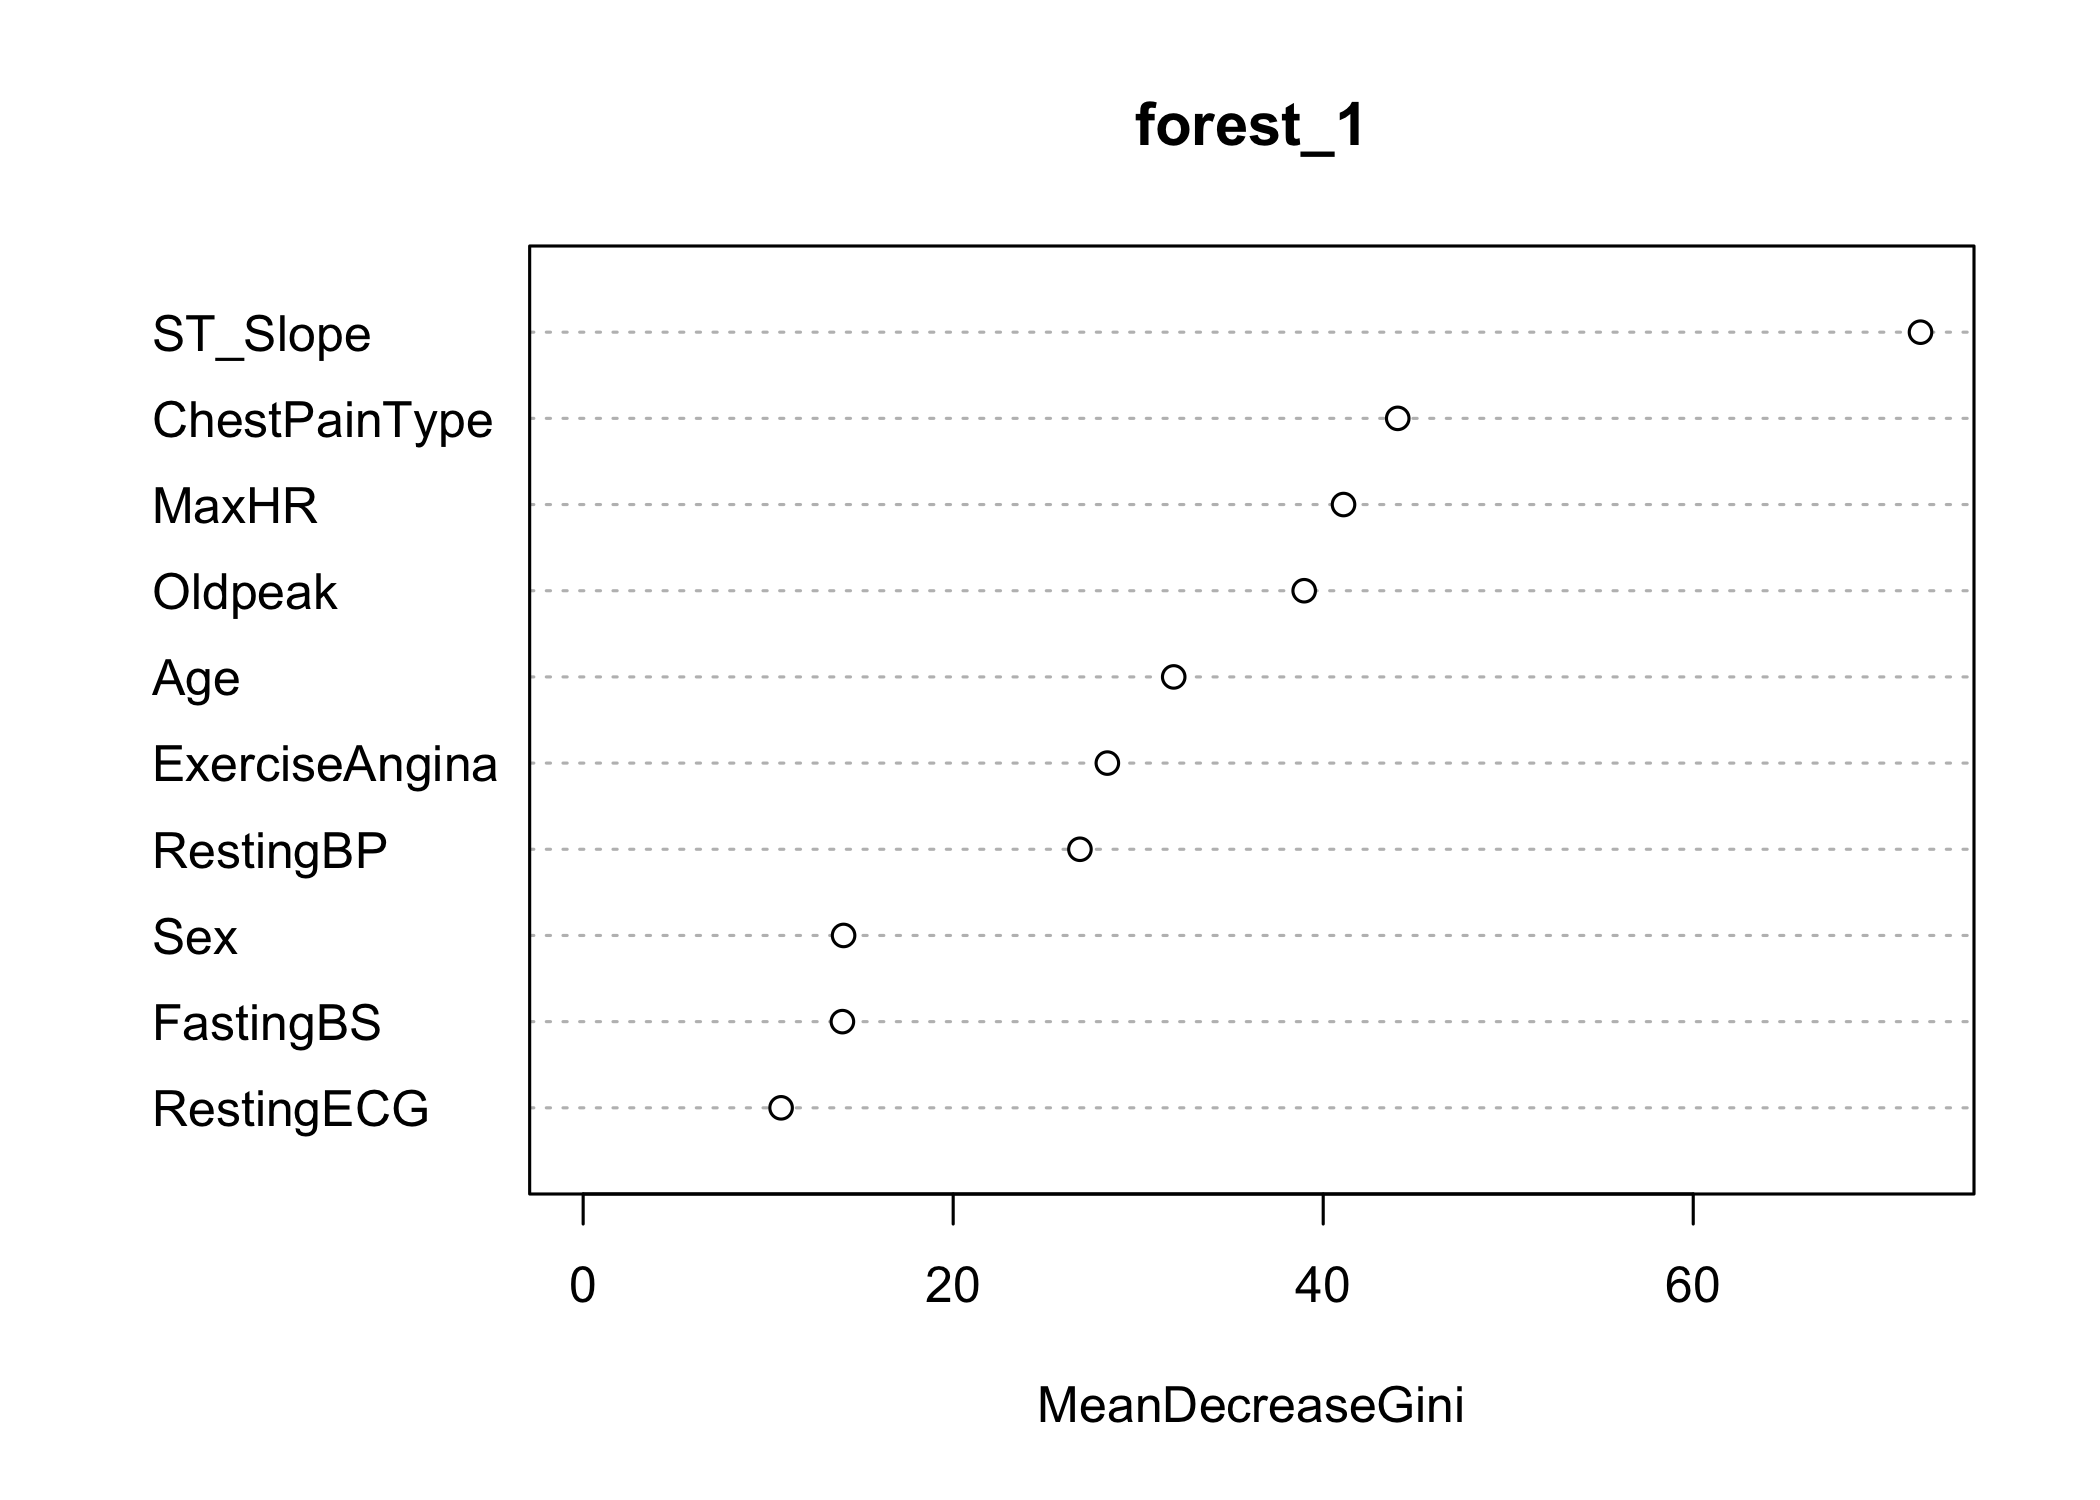 forest_1
ST_Slope
ChestPainType
MaxHR
Oldpeak
Age
ExerciseAngina
RestingBP
Sex
FastingBS
RestingECG
0 20 40 60
MeanDecreaseGini